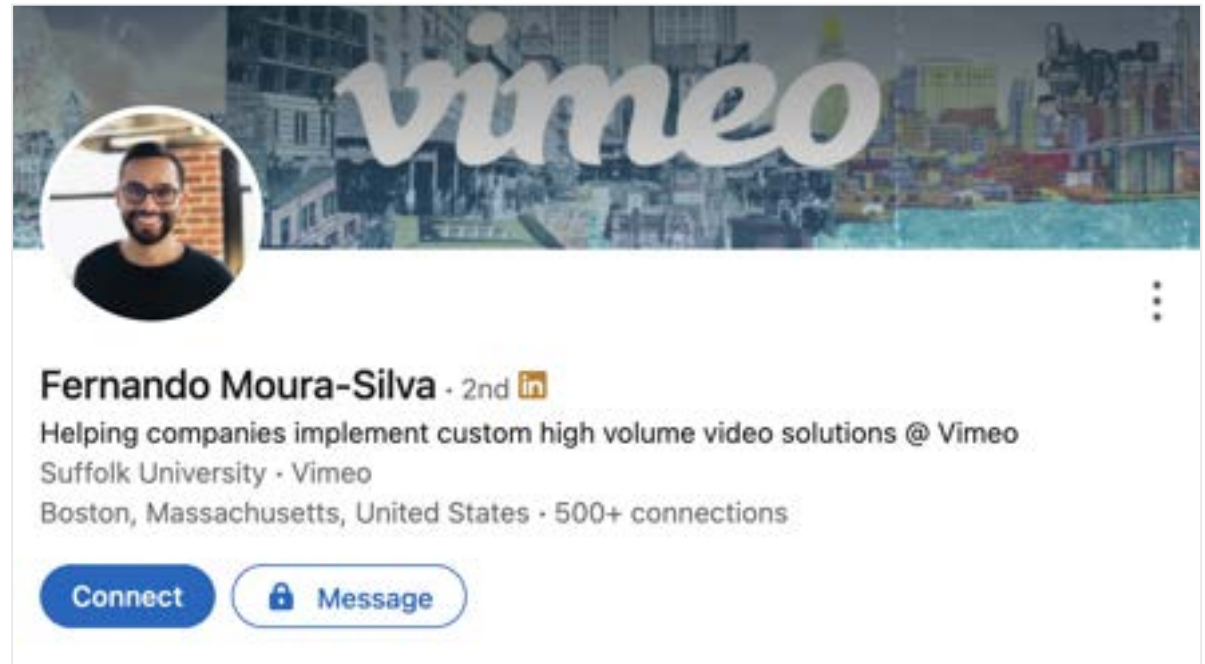 vimeo
Fernando Moura-Silva · 2nd in
Helping companies implement custom high volume video solutions @ Vimeo
Suffolk University · Vimeo
Boston, Massachusetts, United States · 500+ connections
Connect Message